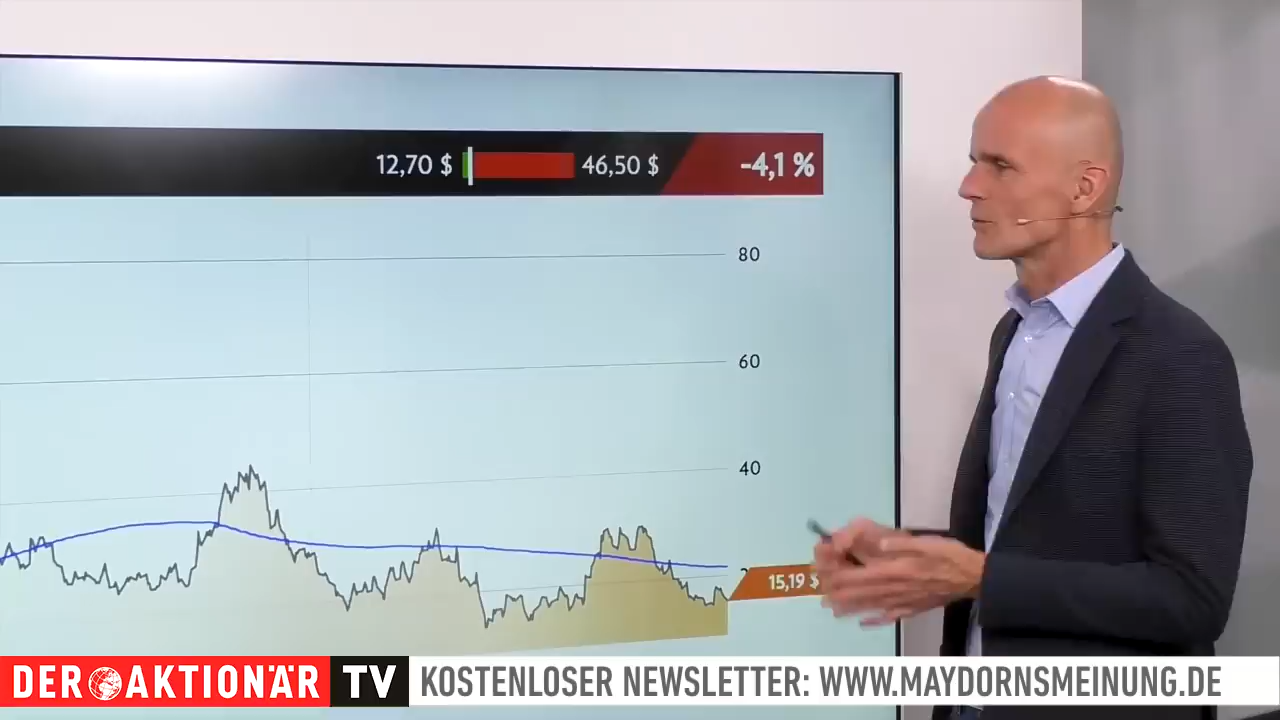 12,70 $ 46,50 $ -4,1 %
80
60
40
15,19 $
DER AKTIONÄR TV KOSTENLOSER NEWSLETTER: WWW.MAYDORNSMEINUNG.DE